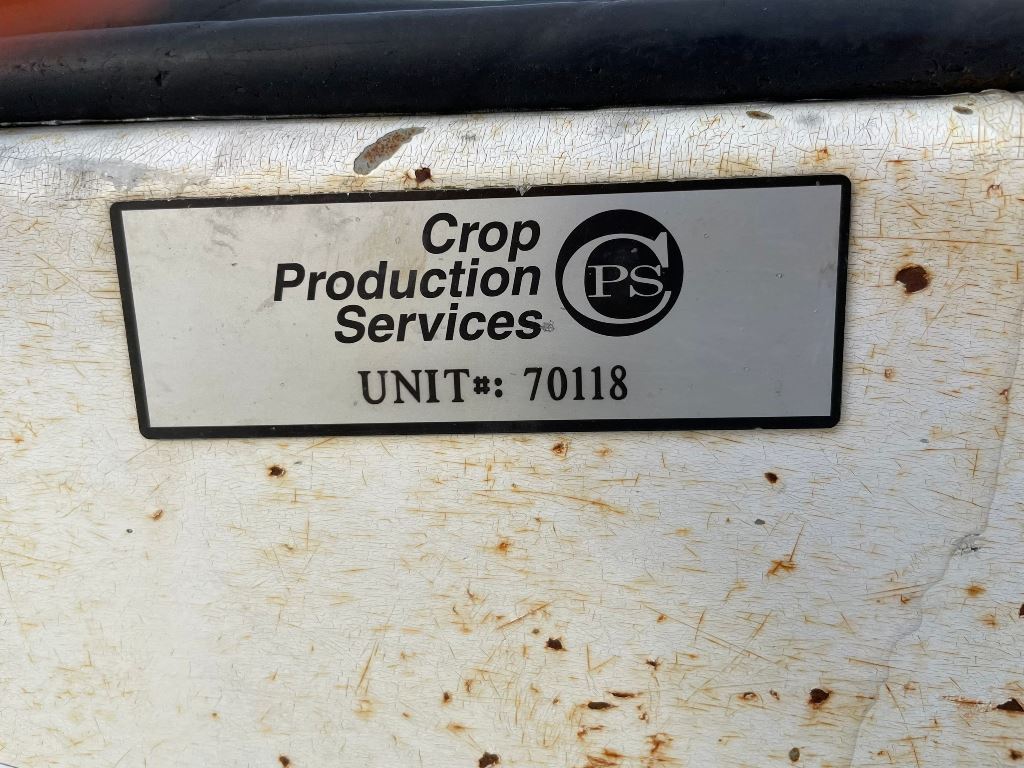 Crop
Production
Services
CPS
UNIT#: 70118